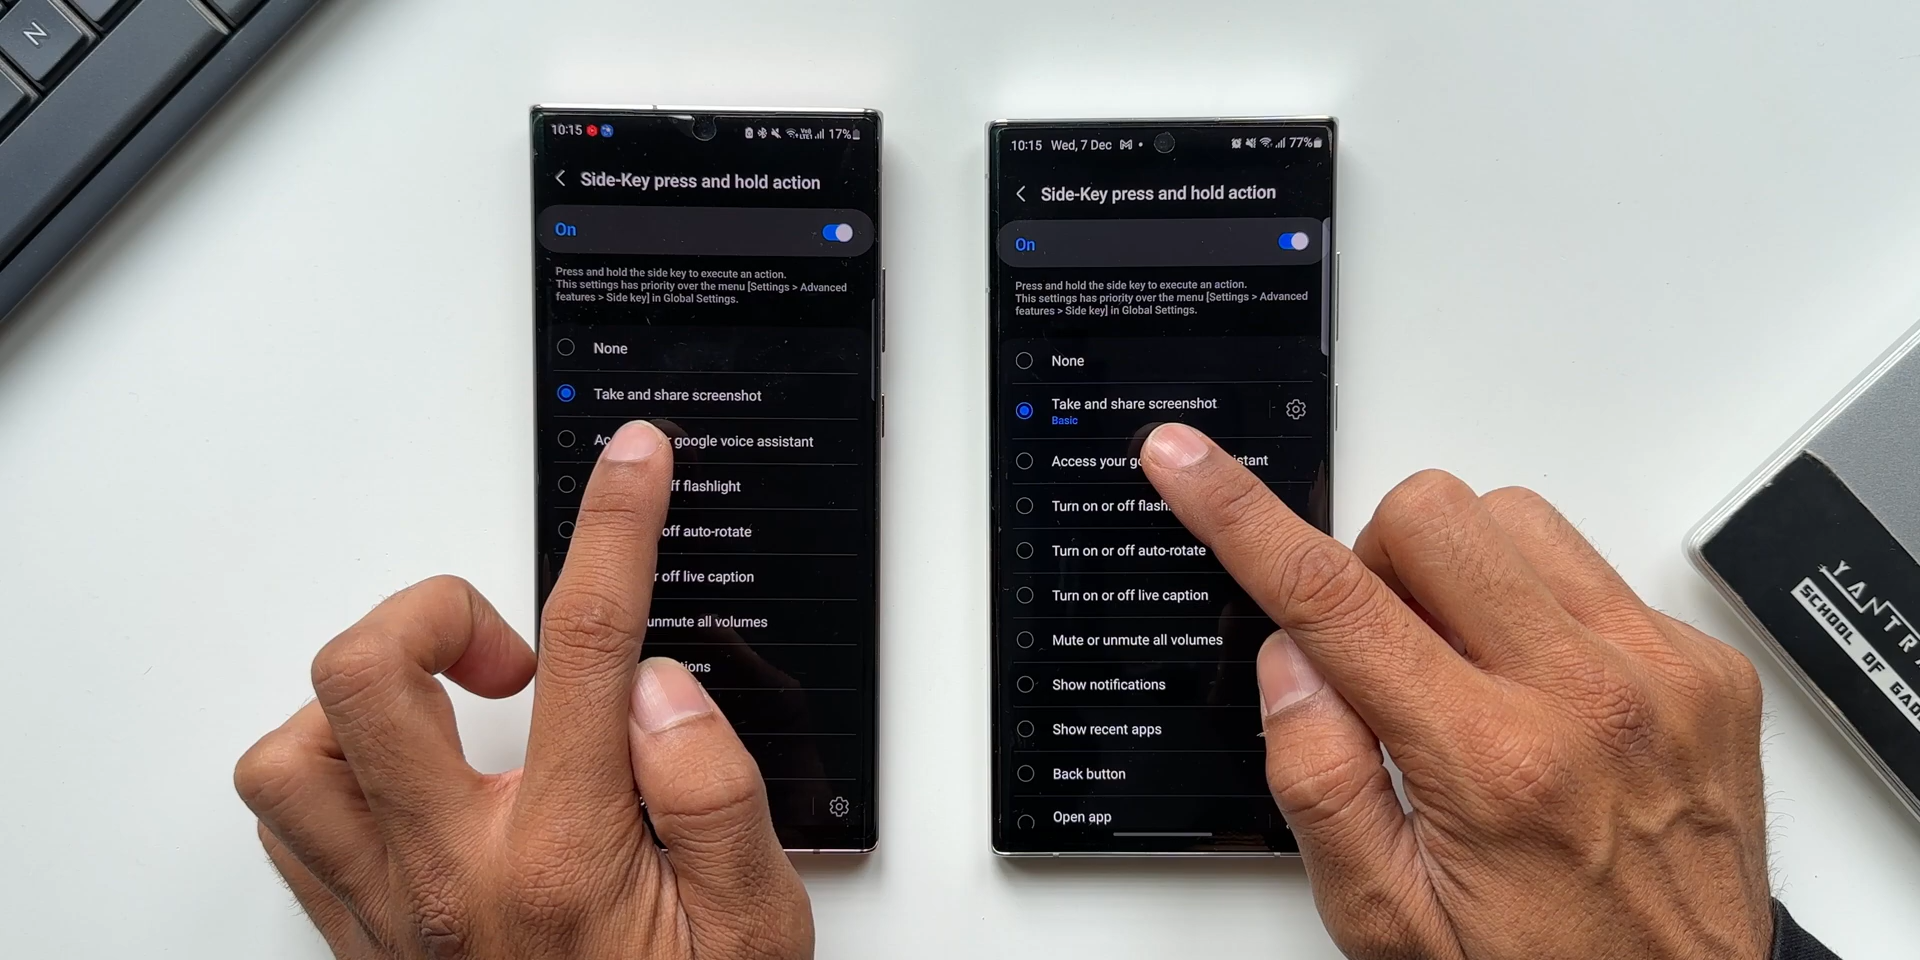 N
10:15
17%
Side-Key press and hold action
On
Press and hold the side key to execute an action.
This settings has priority over the menu [Settings > Advanced
features > Side key] in Global Settings.
None
Take and share screenshot
google voice assistant
flashlight
off auto-rotate
off live caption
unmute all volumes
10:15 Wed, 7 Dec
77%
Side-Key press and hold action
On
Press and hold the side key to execute an action.
This settings has priority over the menu [Settings > Advanced
features > Side key] in Global Settings.
None
Take and share screenshot
Basic
Access your
Turn on or off
Turn on or off auto-rotate
Turn on or off live caption
Mute or unmute all volumes
Show notifications
Show recent apps
Back button
Open app
SCHOOL OF